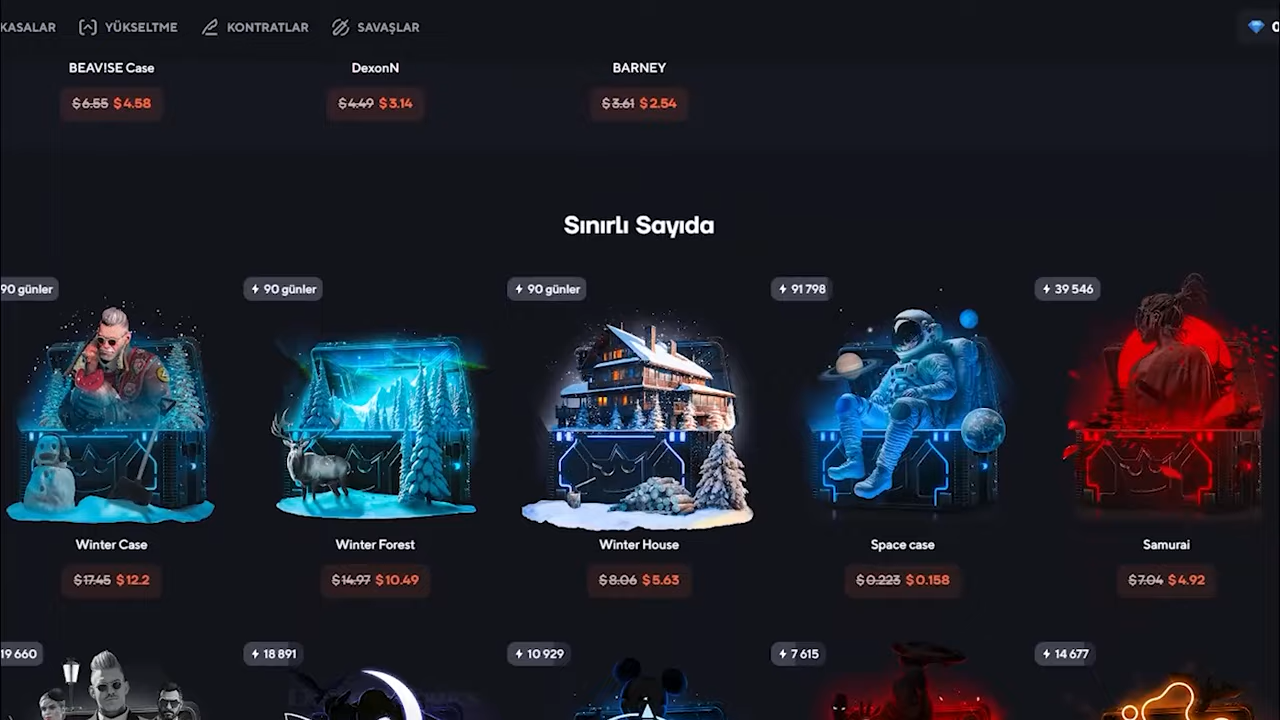 KASALAR YÜKSELTME KONTRATLAR SAVAŞLAR 0
BEAV!SE Case DexonN BARNEY
$6.55 $4.58 $4.49 $3.14 $3.61 $2.54
Sınırlı Sayıda
90 günler 90 günler 90 günler 91 798 39 546
Winter Case Winter Forest Winter House Space case Samurai
$17.45 $12.2 $14.97 $10.49 $8.06 $5.63 $0.223 $0.158 $7.04 $4.92
19 660 18 891 10 929 7 615 14 677